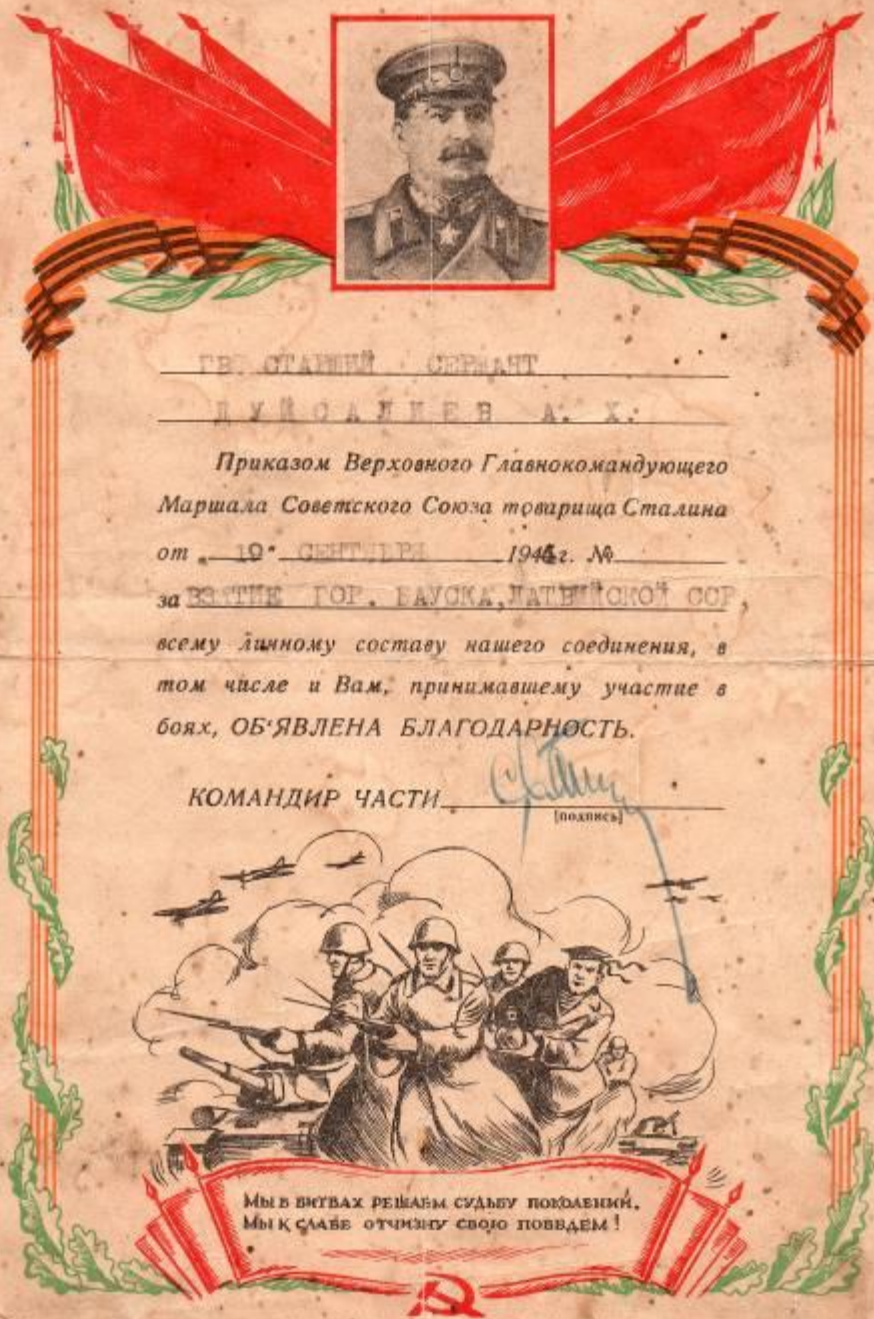 ГВ. СТАРШИЙ СЕРЖАНТ
ДУЙСАЛИЕВ А. Х.
Приказом Верховного Главнокомандующего
Маршала Советского Союза товарища Сталина
от „19" СЕНТЯБРЯ 1944г. №
за ВЗЯТИЕ ГОР. БАУСКА, ЛАТВИЙСКОЙ ССР,
всему личному составу нашего соединения, в
том числе и Вам, принимавшему участие в
боях, ОБ‘ЯВЛЕНА БЛАГОДАРНОСТЬ.
КОМАНДИР ЧАСТИ
[подпись]
Мы в битвах решаем судьбу поколений,
Мы к славе отчизну свою поведем!